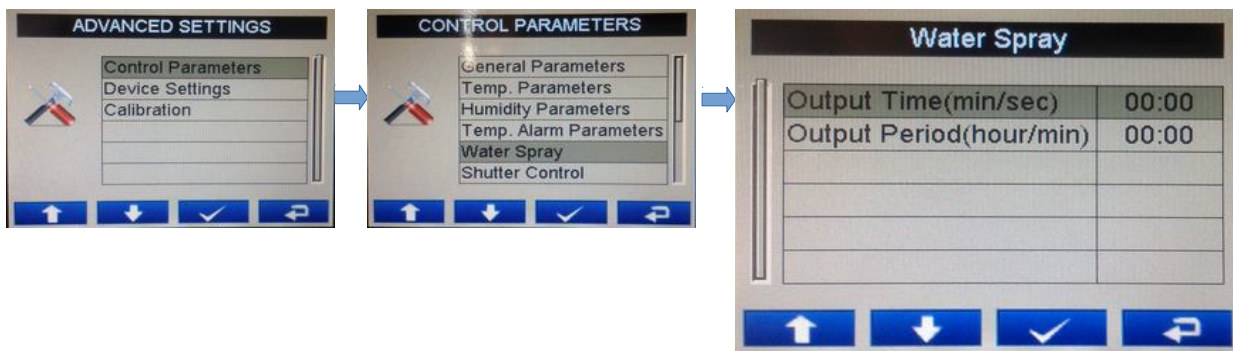 ADVANCED SETTINGS
Control Parameters
Device Settings
Calibration
CONTROL PARAMETERS
General Parameters
Temp. Parameters
Humidity Parameters
Temp. Alarm Parameters
Water Spray
Shutter Control
Water Spray
Output Time(min/sec) 00:00
Output Period(hour/min) 00:00